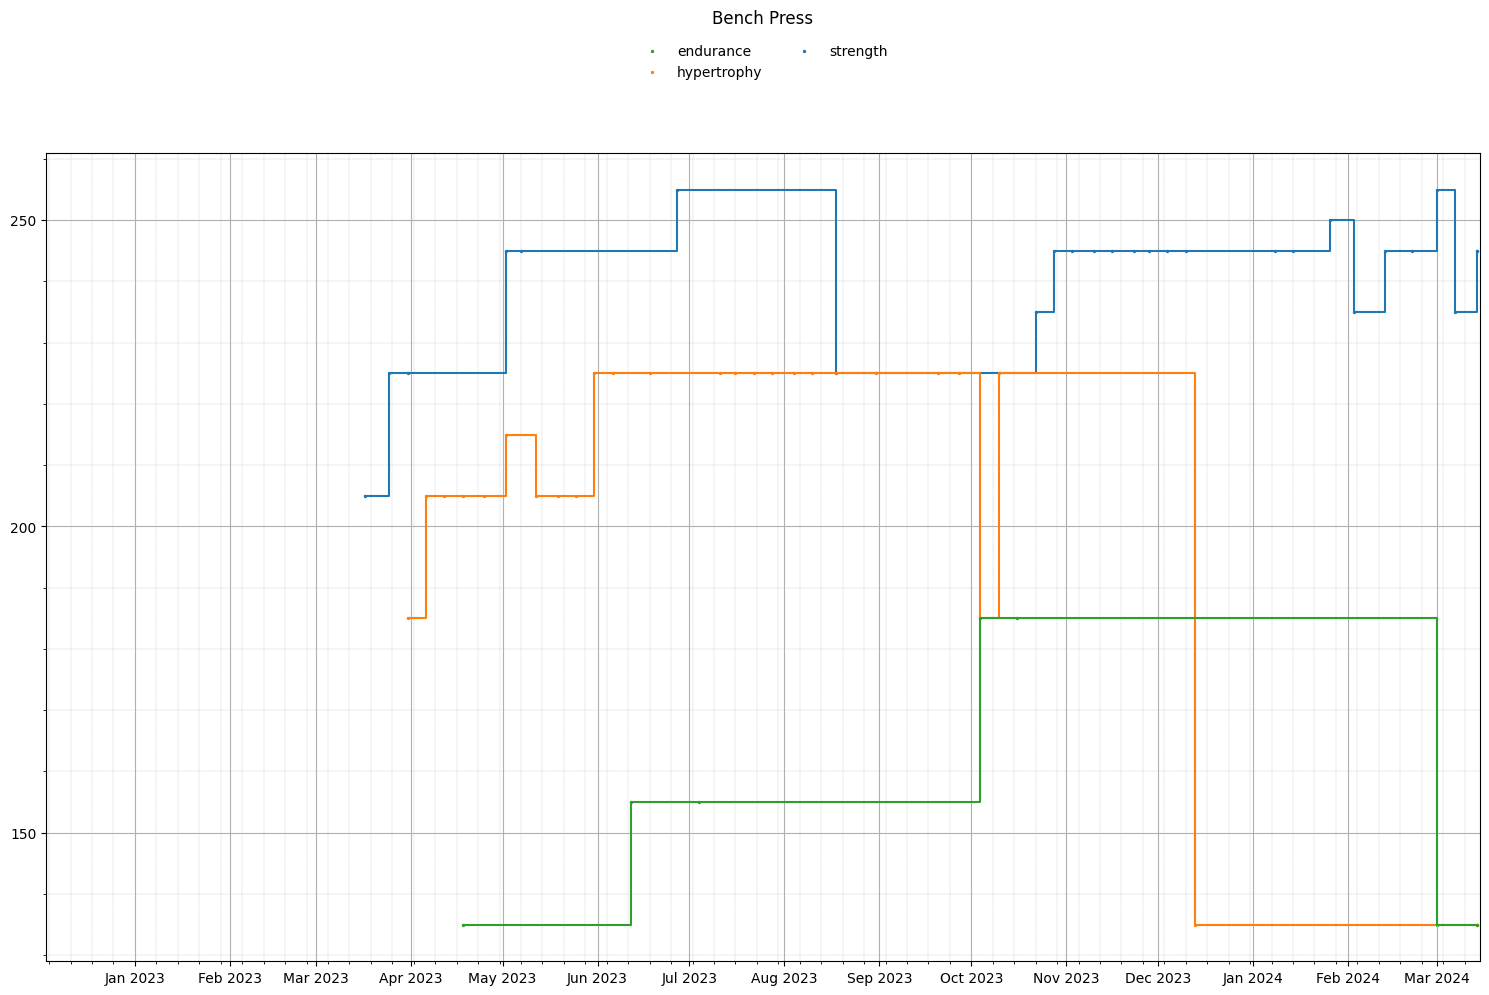 Bench Press
endurance
strength
hypertrophy
250
200
150
Jan 2023
Feb 2023
Mar 2023
Apr 2023
May 2023
Jun 2023
Jul 2023
Aug 2023
Sep 2023
Oct 2023
Nov 2023
Dec 2023
Jan 2024
Feb 2024
Mar 2024